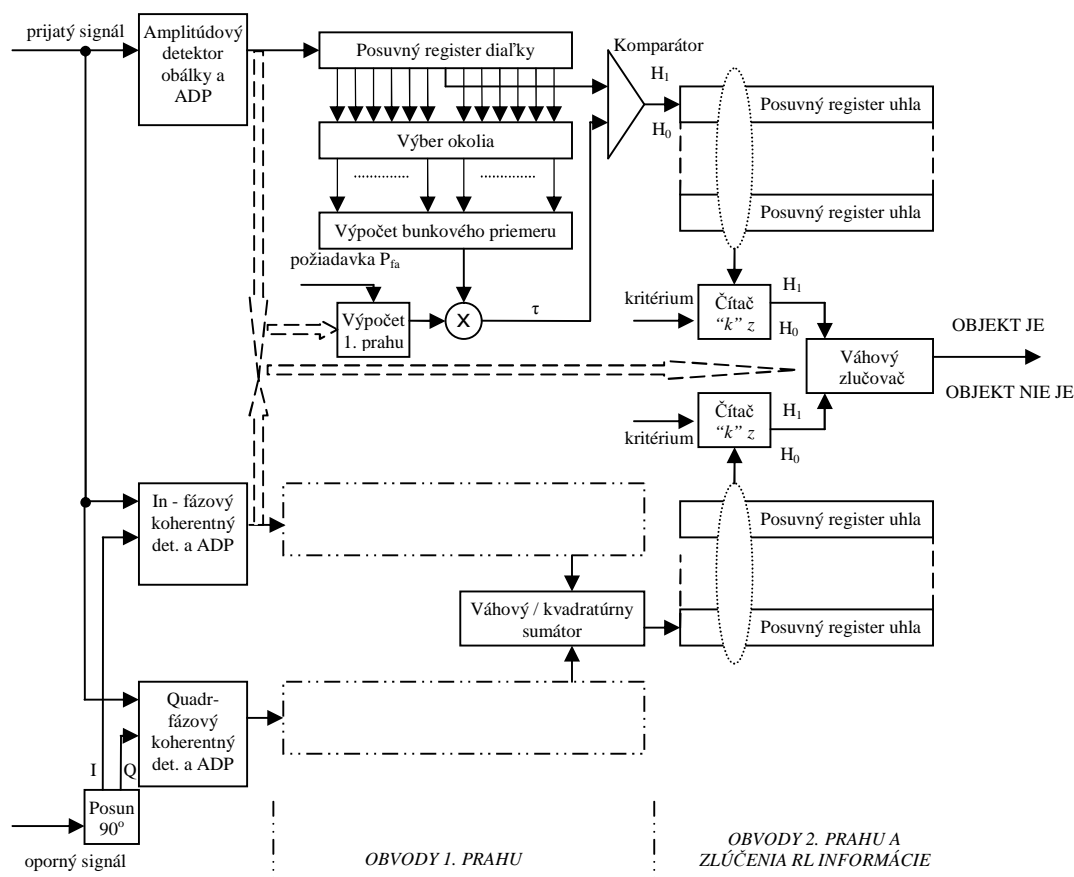 prijatý signál
Amplitúdový
detektor
obálky a
ADP
Posuvný register diaľky
Komparátor
H1
H0
Posuvný register uhla
Výber okolia
Posuvný register uhla
Výpočet bunkového priemeru
požiadavka Pfa
Výpočet
1. prahu
X
τ
kritérium
Čítač
“k” z
H1
H0
Váhový
zlučovač
OBJEKT JE
OBJEKT NIE JE
kritérium
Čítač
“k” z
H1
H0
In - fázový
koherentný
det. a ADP
Posuvný register uhla
Váhový / kvadratúrny
sumátor
Posuvný register uhla
Quadr-
fázový
koherentný
det. a ADP
I
Q
Posun
90o
oporný signál
OBVODY 1. PRAHU
OBVODY 2. PRAHU A
ZLÚČENIA RL INFORMÁCIE